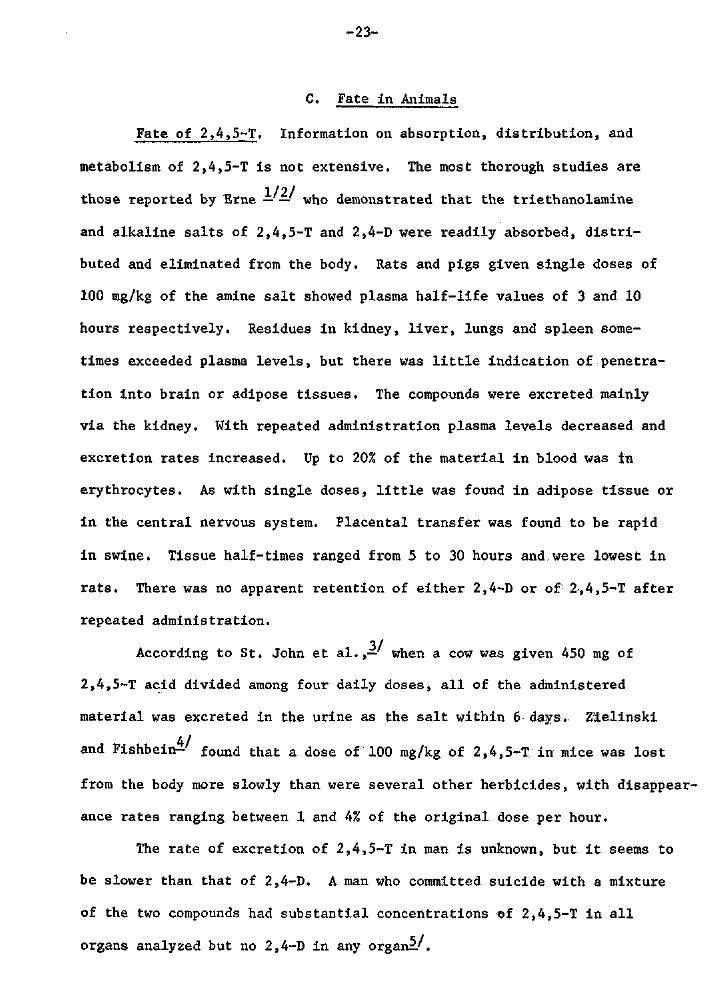 -23-
C. Fate in Animals
Fate of 2,4,5-T. Information on absorption, distribution, and
metabolism of 2,4,5-T is not extensive. The most thorough studies are
those reported by Erne 1/2/ who demonstrated that the triethanolamine
and alkaline salts of 2,4,5-T and 2,4-D were readily absorbed, distri-
buted and eliminated from the body. Rats and pigs given single doses of
100 mg/kg of the amine salt showed plasma half-life values of 3 and 10
hours respectively. Residues in kidney, liver, lungs and spleen some-
times exceeded plasma levels, but there was little indication of penetra-
tion into brain or adipose tissues. The compounds were excreted mainly
via the kidney. With repeated administration plasma levels decreased and
excretion rates increased. Up to 20% of the material in blood was in
erythrocytes. As with single doses, little was found in adipose tissue or
in the central nervous system. Placental transfer was found to be rapid
in swine. Tissue half-times ranged from 5 to 30 hours and were lowest in
rats. There was no apparent retention of either 2,4-D or of 2,4,5-T after
repeated administration.
According to St. John et al.,3/ when a cow was given 450 mg of
2,4,5-T acid divided among four daily doses, all of the administered
material was excreted in the urine as the salt within 6 days. Zielinski
and Fishbein4/ found that a dose of 100 mg/kg of 2,4,5-T in mice was lost
from the body more slowly than were several other herbicides, with disappear-
ance rates ranging between 1 and 4% of the original dose per hour.
The rate of excretion of 2,4,5-T in man is unknown, but it seems to
be slower than that of 2,4-D. A man who committed suicide with a mixture
of the two compounds had substantial concentrations of 2,4,5-T in all
organs analyzed but no 2,4-D in any organ5/.